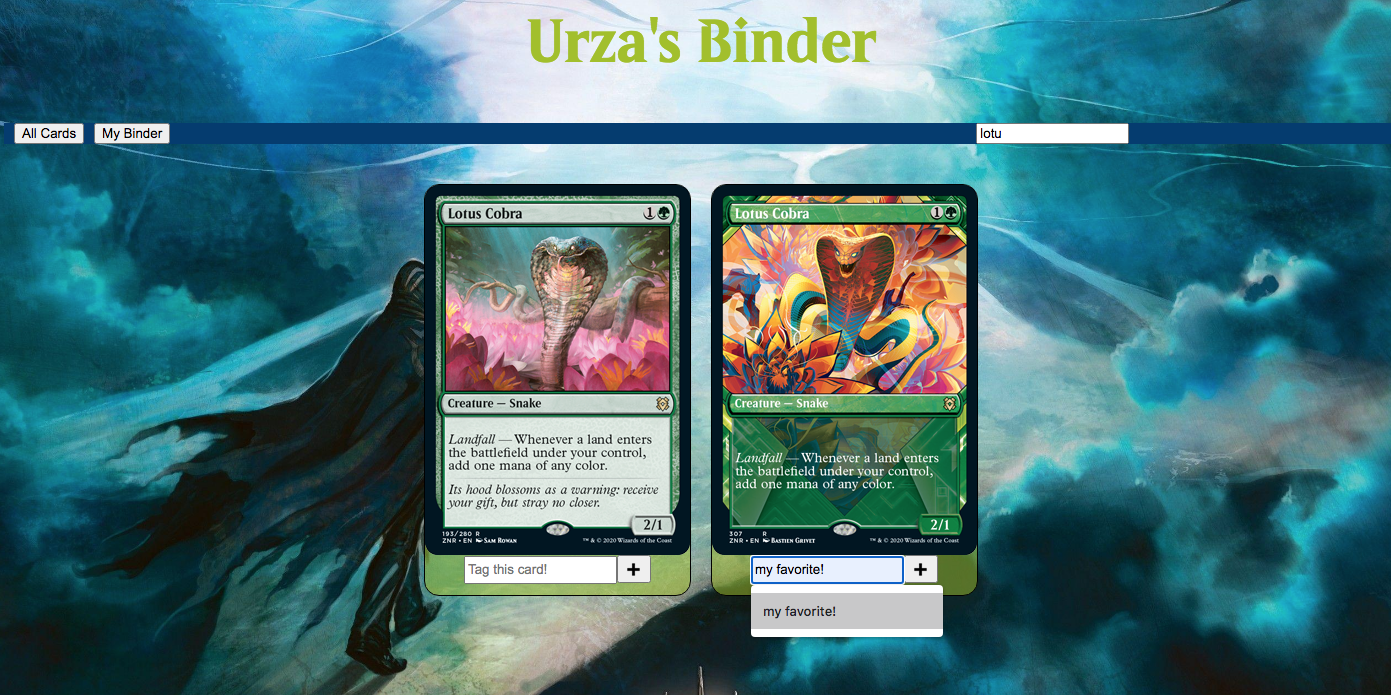 Urza's Binder
All Cards
My Binder
lotu
Lotus Cobra
1
Creature — Snake
Landfall — Whenever a land enters
the battlefield under your control,
add one mana of any color.
Its hood blossoms as a warning: receive
your gift, but stray no closer.
2/1
193/280 R
ZNR • EN Sam Rowan
™ & © 2020 Wizards of the Coast
Tag this card!
+
Lotus Cobra
1
Creature — Snake
Landfall — Whenever a land enters
the battlefield under your control,
add one mana of any color.
2/1
307 R
ZNR • EN Bastien Grivet
™ & © 2020 Wizards of the Coast
my favorite!
+
my favorite!